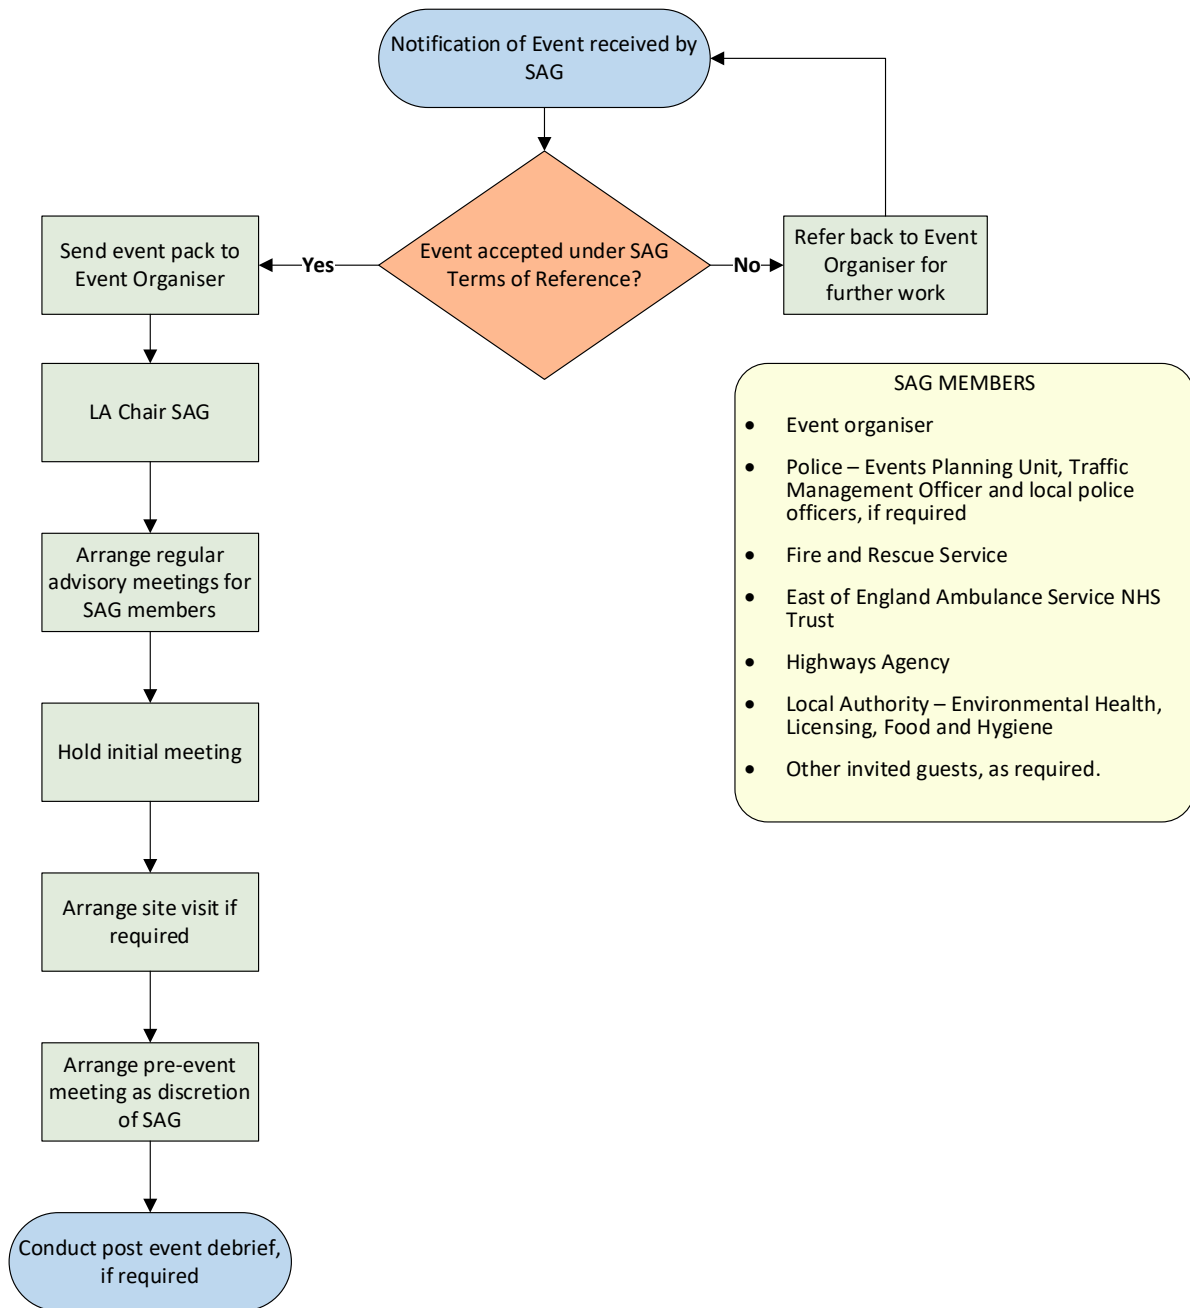 Notification of Event received by
SAG
Event accepted under SAG
Terms of Reference?
Yes
No
Send event pack to
Event Organiser
Refer back to Event
Organiser for
further work
LA Chair SAG
Arrange regular
advisory meetings for
SAG members
Hold initial meeting
Arrange site visit if
required
Arrange pre-event
meeting as discretion
of SAG
Conduct post event debrief,
if required
SAG MEMBERS
• Event organiser
• Police – Events Planning Unit, Traffic
Management Officer and local police
officers, if required
• Fire and Rescue Service
• East of England Ambulance Service NHS
Trust
• Highways Agency
• Local Authority – Environmental Health,
Licensing, Food and Hygiene
• Other invited guests, as required.